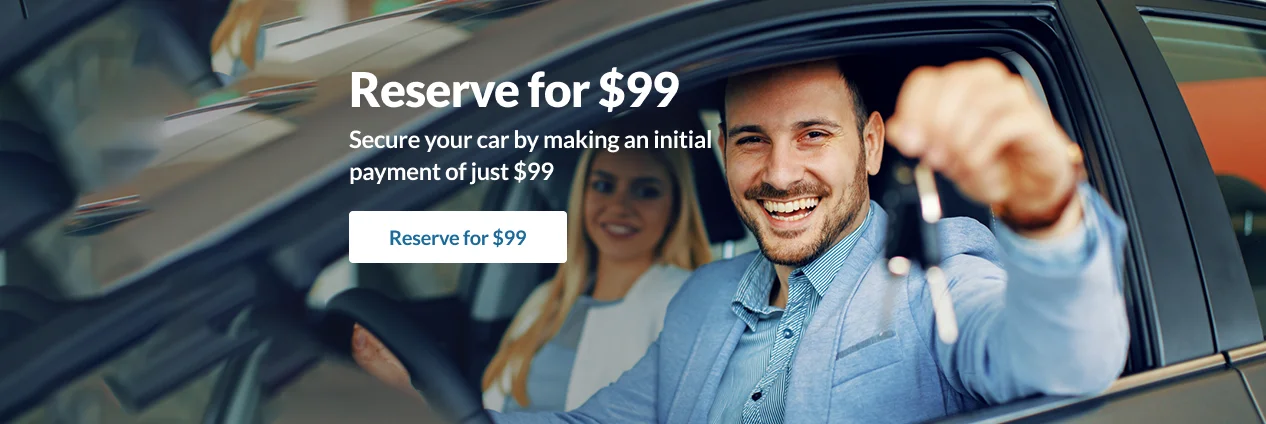 Reserve for $99
Secure your car by making an initial
payment of just $99
Reserve for $99